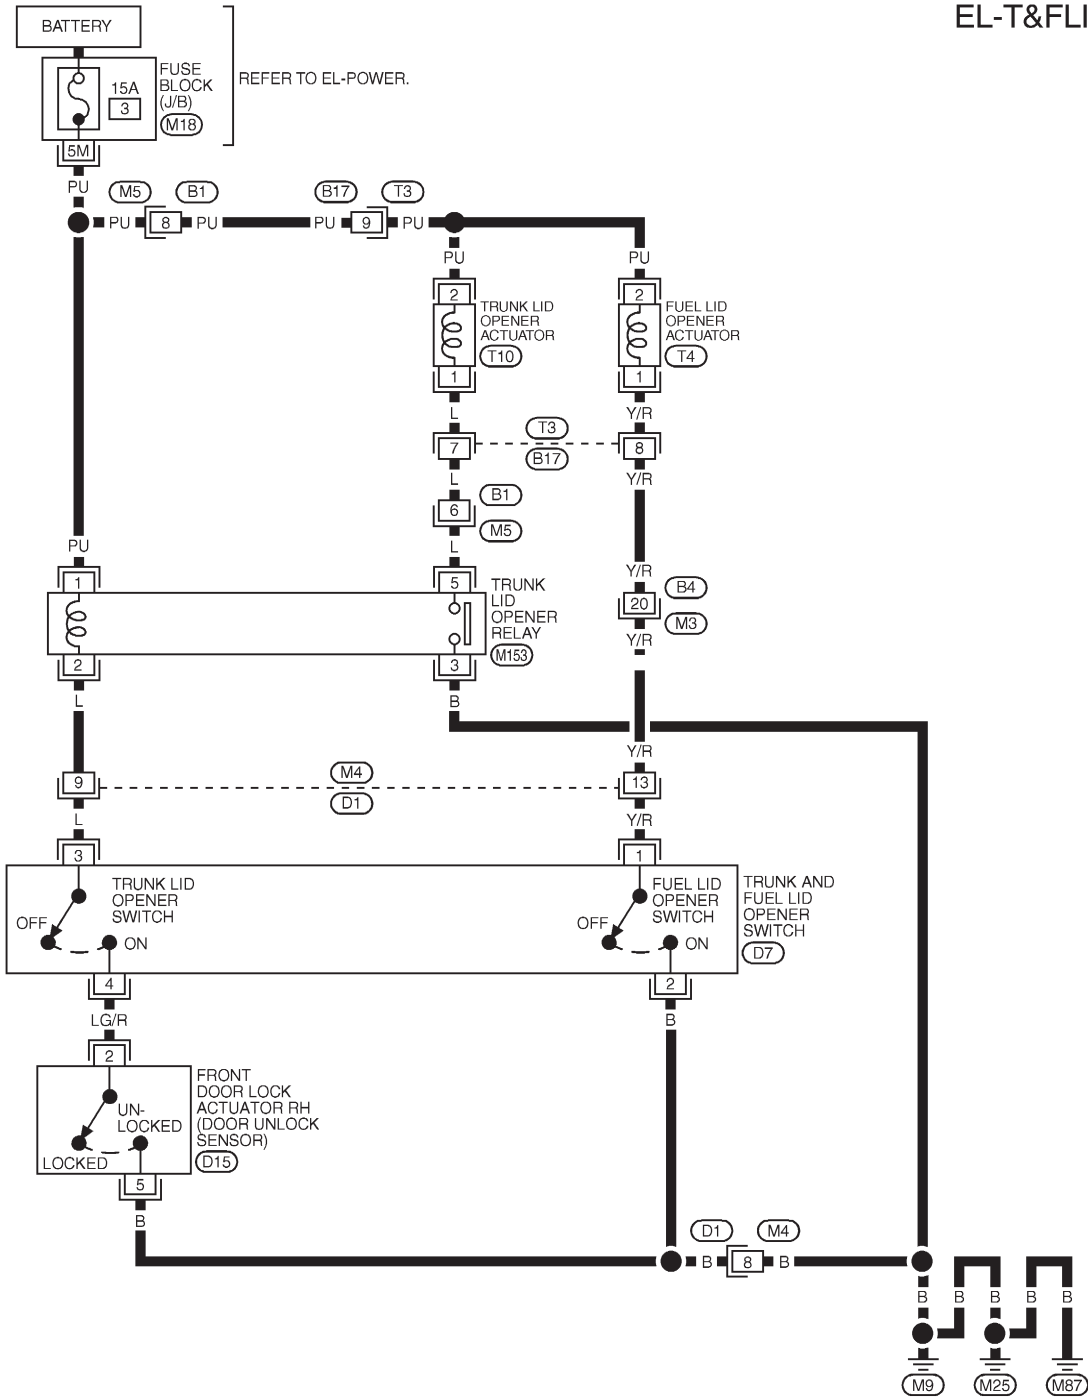 EL-T&FLI
BATTERY
FUSE
BLOCK
(J/B)
M18
15A
3
REFER TO EL-POWER.
5M
PU
M5
B1
B17
T3
PU
8
PU
PU
9
PU
PU
PU
2
TRUNK LID
OPENER
ACTUATOR
T10
1
2
FUEL LID
OPENER
ACTUATOR
T4
1
L
Y/R
7
T3
B17
8
L
Y/R
6
B1
M5
L
PU
Y/R
20
B4
M3
Y/R
1
5
TRUNK
LID
OPENER
RELAY
M153
2
3
L
B
Y/R
9
M4
D1
13
L
Y/R
3
1
TRUNK LID
OPENER
SWITCH
OFF
ON
FUEL LID
OPENER
SWITCH
OFF
ON
TRUNK AND
FUEL LID
OPENER
SWITCH
D7
4
2
LG/R
B
2
UN-
LOCKED
LOCKED
FRONT
DOOR LOCK
ACTUATOR RH
(DOOR UNLOCK
SENSOR)
D15
5
B
D1
M4
B
8
B
B
B
B
B
B
M9
M25
M87